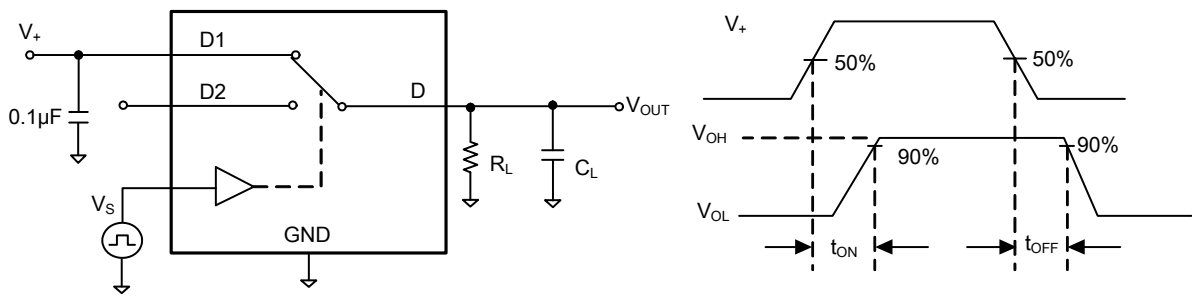 V+
D1
D2
D
0.1µF
VOUT
RL
CL
VS
GND
V+
50%
50%
VOH
90%
90%
VOL
tON
tOFF